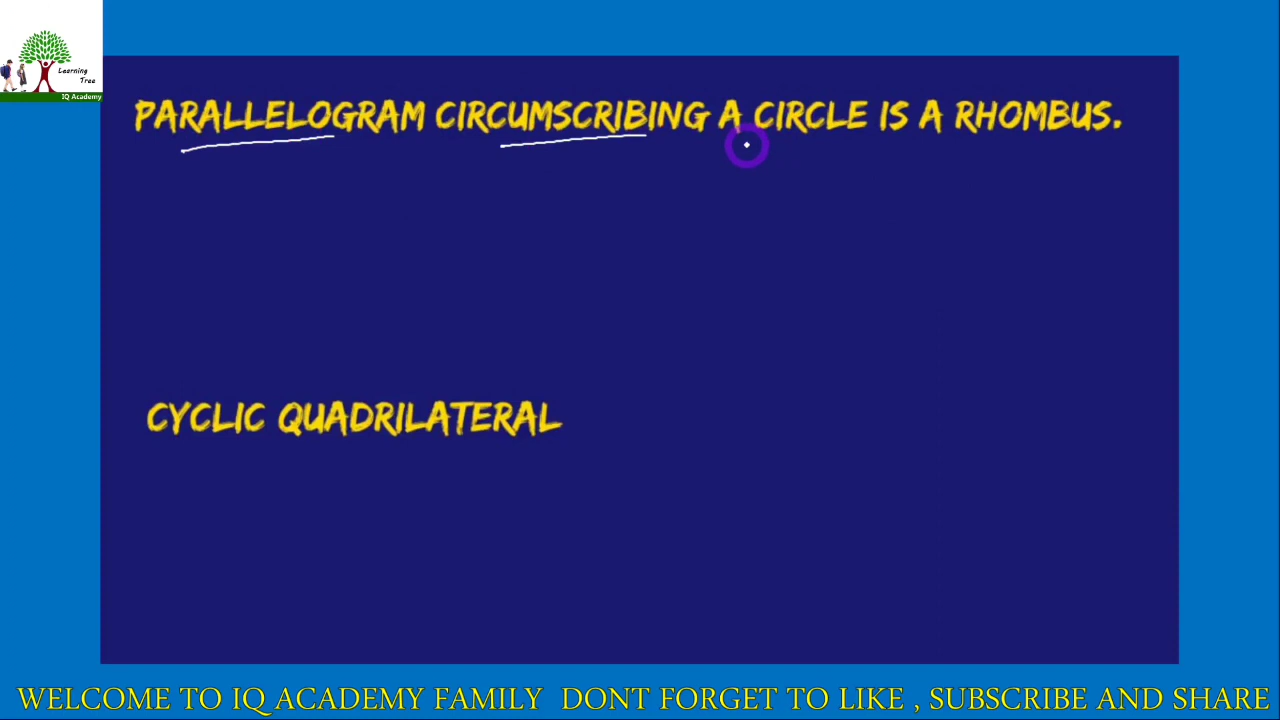 Learning
Tree
IQ Academy
PARALLELOGRAM CIRCUMSCRIBING A CIRCLE IS A RHOMBUS.
CYCLIC QUADRILATERAL
WELCOME TO IQ ACADEMY FAMILY DONT FORGET TO LIKE , SUBSCRIBE AND SHARE